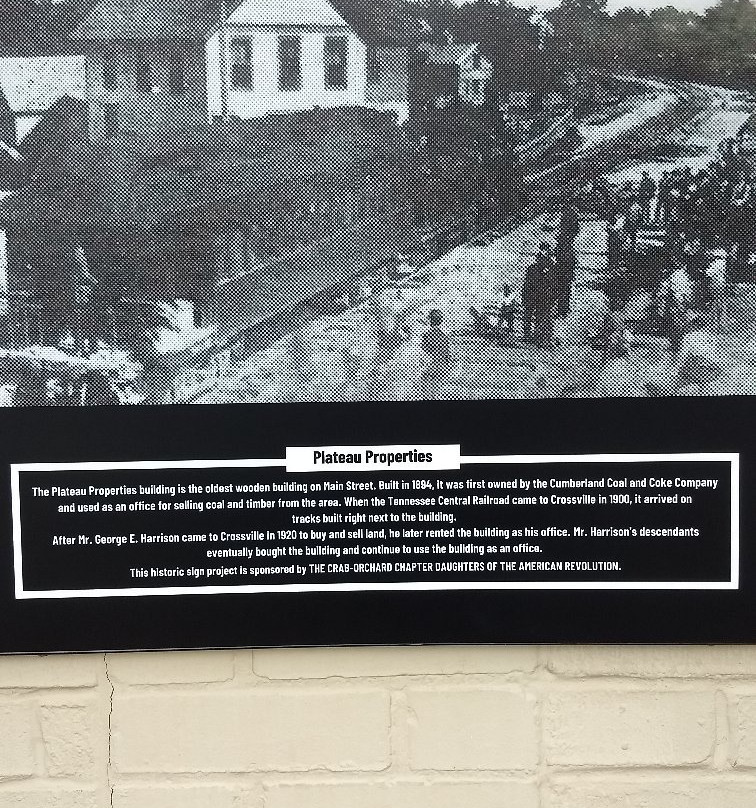 Plateau Properties
The Plateau Properties building is the oldest wooden building on Main Street. Built in 1894, it was first owned by the Cumberland Coal and Coke Company
and used as an office for selling coal and timber from the area. When the Tennessee Central Railroad came to Crossville in 1900, it arrived on
tracks built right next to the building.
After Mr. George E. Harrison came to Crossville in 1920 to buy and sell land, he later rented the building as his office. Mr. Harrison's descendants
eventually bought the building and continue to use the building as an office.
This historic sign project is sponsored by THE CRAB-ORCHARD CHAPTER DAUGHTERS OF THE AMERICAN REVOLUTION.